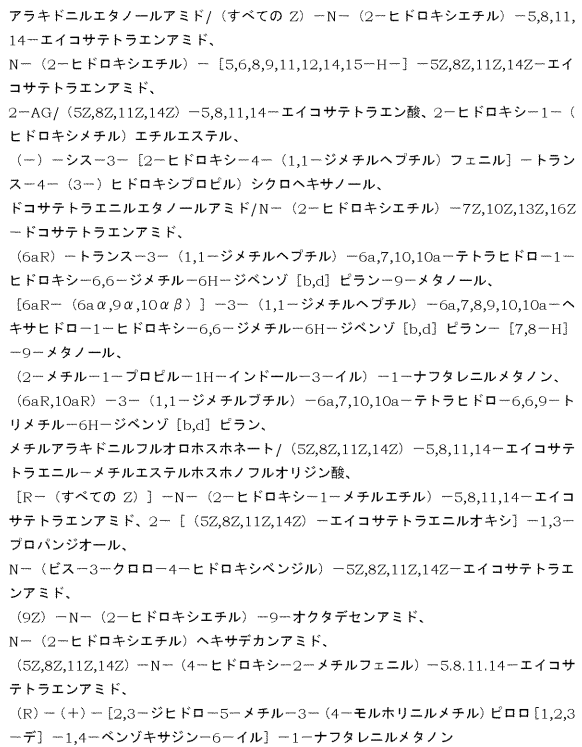 アラキドニルエタノールアミド/（すべての Z）－N－（2－ヒドロキシエチル）－5,8,11,
14－エイコサテトラエンアミド、
N－（2－ヒドロキシエチル）－［5,6,8,9,11,12,14,15－H－］－5Z,8Z,11Z,14Z－エイ
コサテトラエンアミド、
2－AG/（5Z,8Z,11Z,14Z）－5,8,11,14－エイコサテトラエン酸、2－ヒドロキシ－1－（
ヒドロキシメチル）エチルエステル、
（－）－シス－3－［2－ヒドロキシ－4－（1,1－ジメチルヘプチル）フェニル］－トラン
ス－4－（3－）ヒドロキシプロピル）シクロヘキサノール、
ドコサテトラエニルエタノールアミド/N－（2－ヒドロキシエチル）－7Z,10Z,13Z,16Z
－ドコサテトラエンアミド、
（6aR）－トランス－3－（1,1－ジメチルヘプチル）－6a,7,10,10a－テトラヒドロ－1－
ヒドロキシ－6,6－ジメチル－6H－ジベンゾ［b,d］ピラン－9－メタノール、
［6aR－（6aα,9α,10αβ）］－3－（1,1－ジメチルヘプチル）－6a,7,8,9,10,10a－ヘ
キサヒドロ－1－ヒドロキシ－6,6－ジメチル－6H－ジベンゾ［b,d］ピラン－［7,8－H］
－9－メタノール、
（2－メチル－1－プロピル－1H－インドール－3－イル）－1－ナフタレニルメタノン、
（6aR,10aR）－3－（1,1－ジメチルブチル）－6a,7,10,10a－テトラヒドロ－6,6,9－ト
リメチル－6H－ジベンゾ［b,d］ピラン、
メチルアラキドニルフルオロホスホネート/（5Z,8Z,11Z,14Z）－5,8,11,14－エイコサテ
トラエニル－メチルエステルホスホノフルオリジン酸、
［R－（すべての Z）］－N－（2－ヒドロキシ－1－メチルエチル）－5,8,11,14－エイコ
サテトラエンアミド、2－［（5Z,8Z,11Z,14Z）－エイコサテトラエニルオキシ］－1,3－
プロパンジオール、
N－（ビス－3－クロロ－4－ヒドロキシベンジル）－5Z,8Z,11Z,14Z－エイコサテトラエ
ンアミド、
（9Z）－N－（2－ヒドロキシエチル）－9－オクタデセンアミド、
N－（2－ヒドロキシエチル）ヘキサデカンアミド、
（5Z,8Z,11Z,14Z）－N－（4－ヒドロキシ－2－メチルフェニル）－5.8.11.14－エイコサ
テトラエンアミド、
（R）－（＋）－［2,3－ジヒドロ－5－メチル－3－（4－モルホリニルメチル）ピロロ［1,2,3
－デ］－1,4－ベンゾキサジン－6－イル］－1－ナフタレニルメタノン